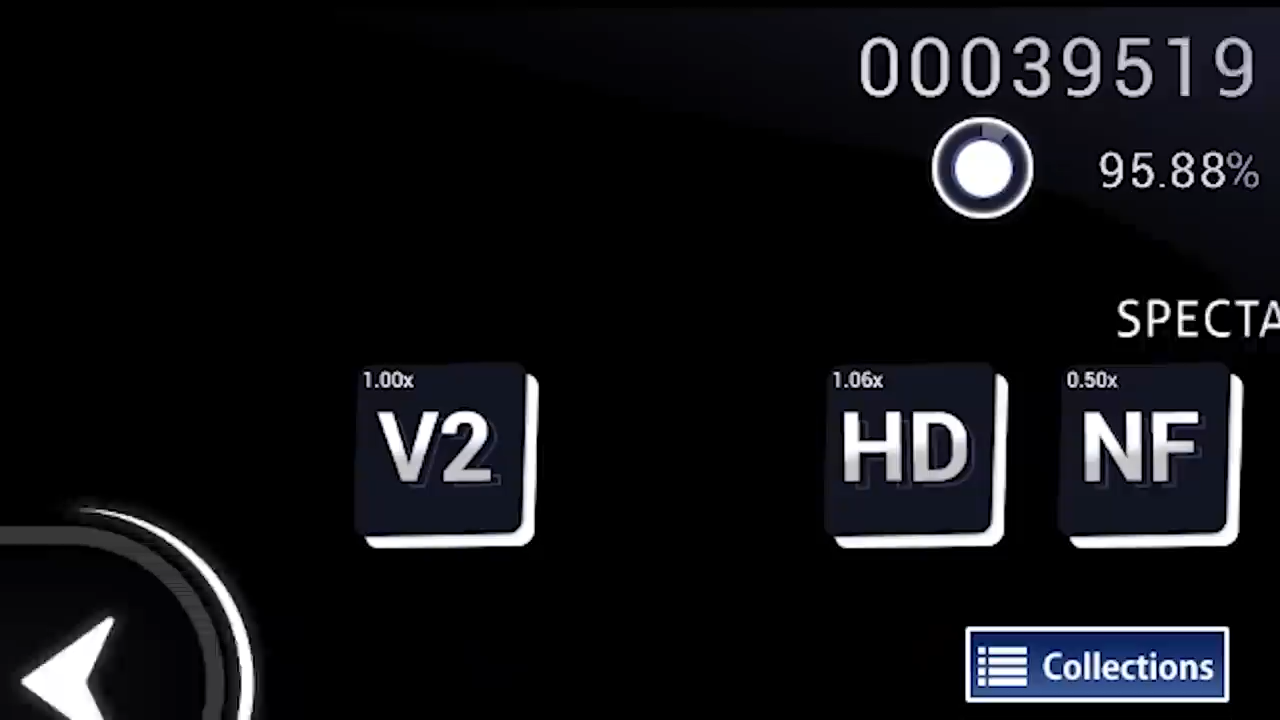 00039519
95.88%
SPECTA
1.00x
V2
1.06x
HD
0.50x
NF
Collections